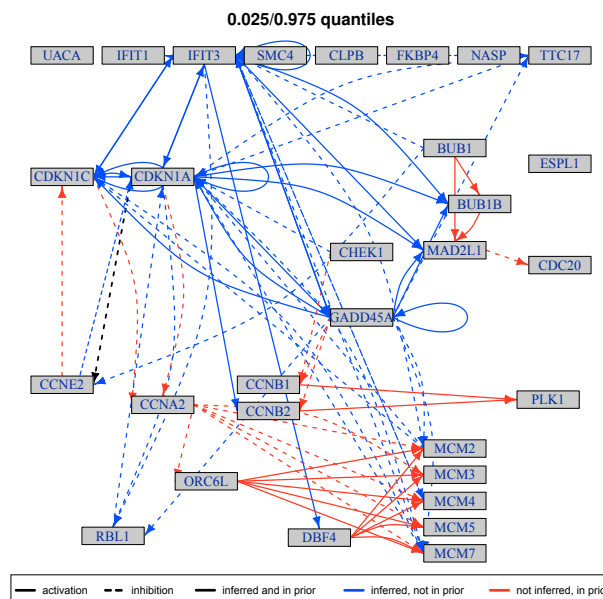 0.025/0.975 quantiles
UACA IFIT1 IFIT3 SMC4 CLPB FKBP4 NASP TTC17
BUB1
ESPL1
CDKN1C CDKN1A
BUB1B
CHEK1 MAD2L1
CDC20
GADD45A
CCNE2 CCNB1
PLK1
CCNA2 CCNB2
MCM2
MCM3
ORC6L
MCM4
MCM5
RBL1 DBF4
MCM7
activation inhibition inferred and in prior inferred, not in prior not inferred, in prior